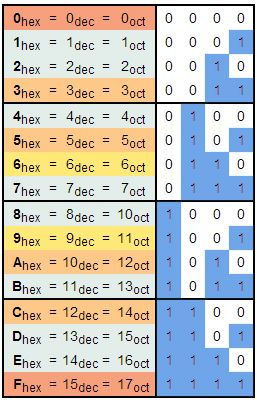 0hex = 0dec = 0oct 0 0 0 0
1hex = 1dec = 1oct 0 0 0 1
2hex = 2dec = 2oct 0 0 1 0
3hex = 3dec = 3oct 0 0 1 1
4hex = 4dec = 4oct 0 1 0 0
5hex = 5dec = 5oct 0 1 0 1
6hex = 6dec = 6oct 0 1 1 0
7hex = 7dec = 7oct 0 1 1 1
8hex = 8dec = 10oct 1 0 0 0
9hex = 9dec = 11oct 1 0 0 1
Ahex = 10dec = 12oct 1 0 1 0
Bhex = 11dec = 13oct 1 0 1 1
Chex = 12dec = 14oct 1 1 0 0
Dhex = 13dec = 15oct 1 1 0 1
Ehex = 14dec = 16oct 1 1 1 0
Fhex = 15dec = 17oct 1 1 1 1